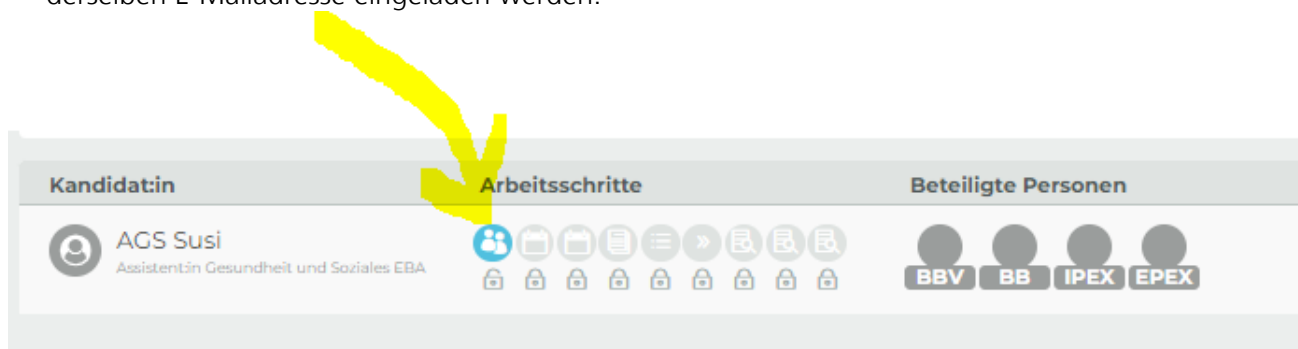 derselben E-Mailadresse eingeladen werden.
Kandidat:in Arbeitsschritte Beteiligte Personen
AGS Susi
Assistent:in Gesundheit und Soziales EBA
BBV BB IPEX EPEX